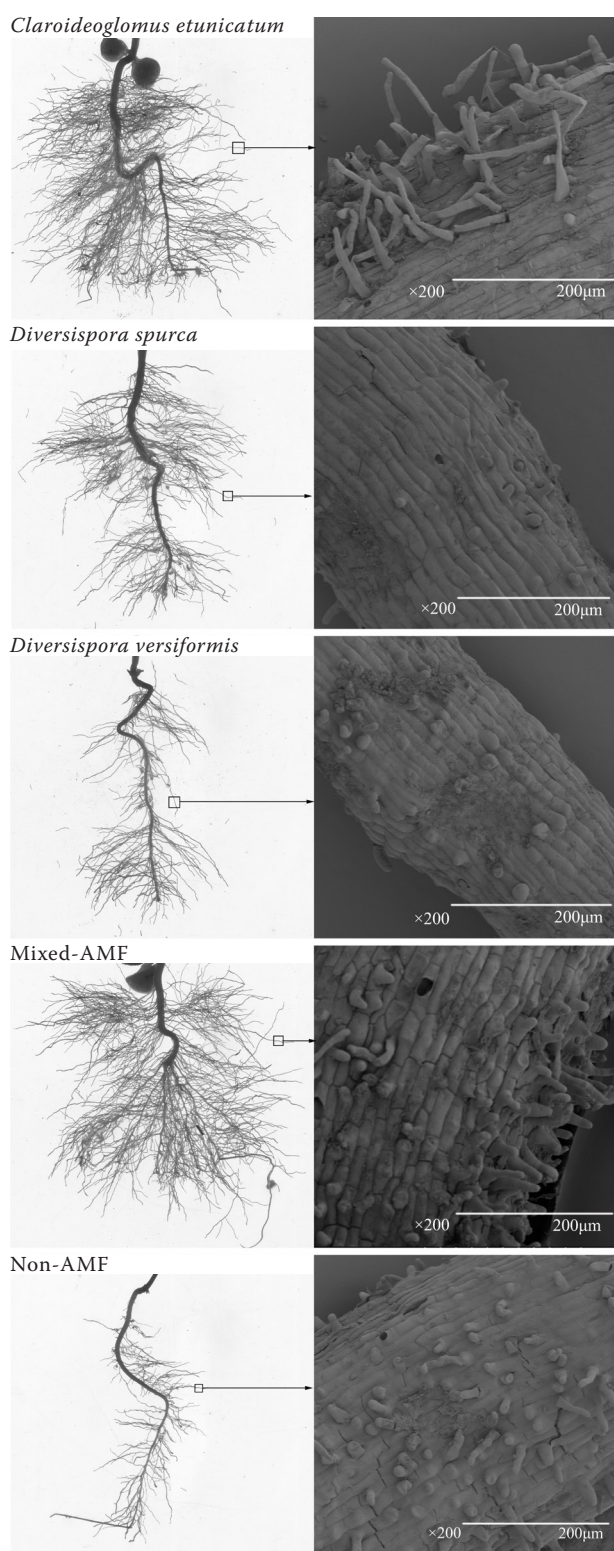 Claroideoglomus etunicatum
×200 200μm
Diversispora spurca
×200 200μm
Diversispora versiformis
×200 200μm
Mixed-AMF
×200 200μm
Non-AMF
×200 200μm